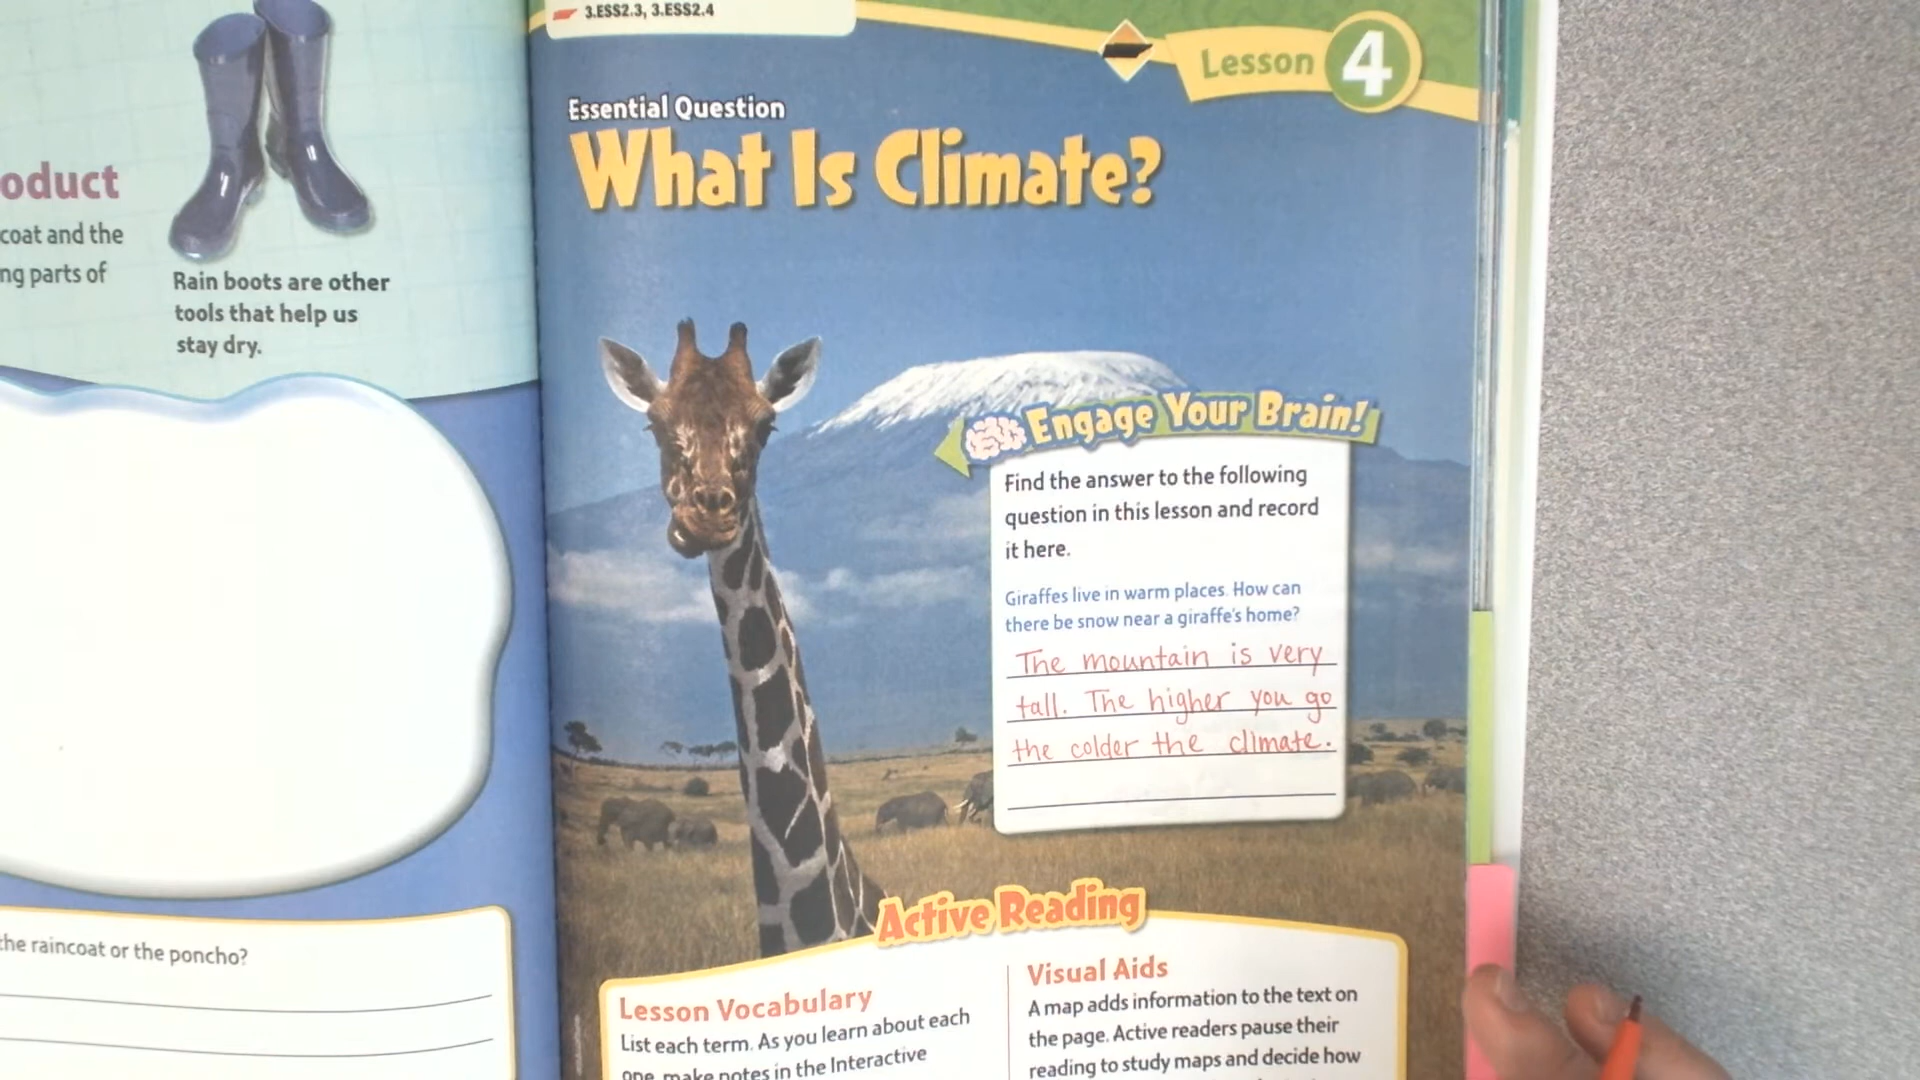 oduct
coat and the
ng parts of
Rain boots are other
tools that help us
stay dry.
the raincoat or the poncho?
3.ESS2.3, 3.ESS2.4
Lesson 4
Essential Question
What Is Climate?
Engage Your Brain!
Find the answer to the following
question in this lesson and record
it here.
Giraffes live in warm places. How can
there be snow near a giraffe's home?
The mountain is very
tall. The higher you go
the colder the climate.
Active Reading
Lesson Vocabulary
List each term. As you learn about each
one, make notes in the Interactive
Visual Aids
A map adds information to the text on
the page. Active readers pause their
reading to study maps and decide how